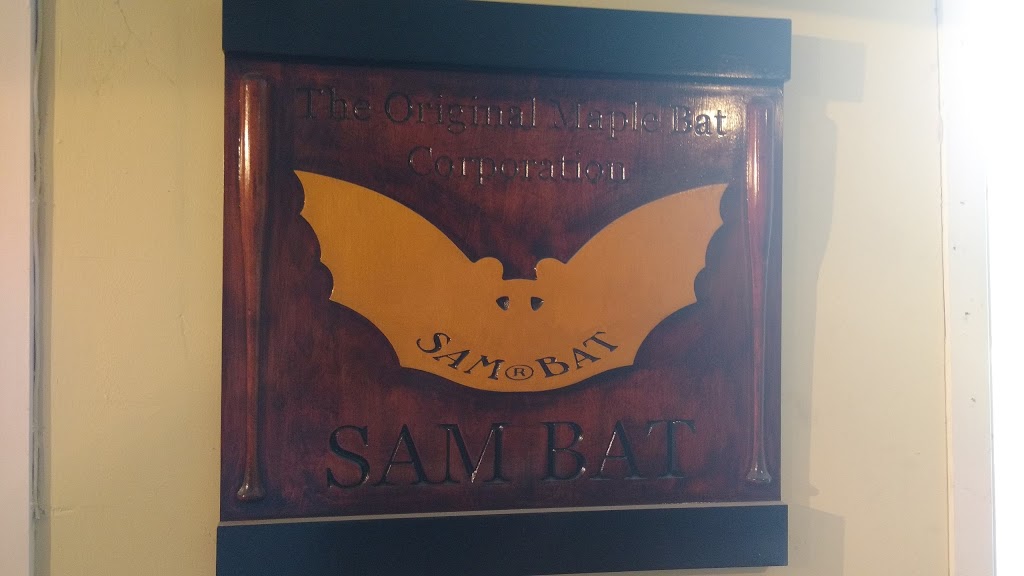 The Original Maple Bat
Corporation
SAM®BAT
SAM BAT